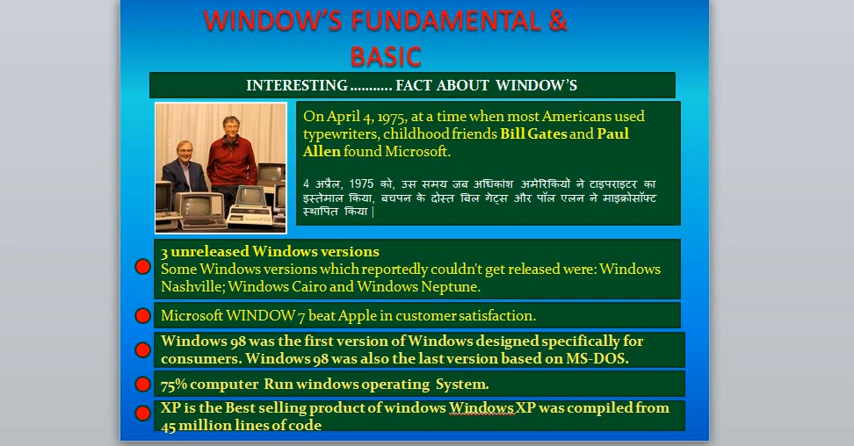 WINDOW'S FUNDAMENTAL &
BASIC
INTERESTING ........... FACT ABOUT WINDOW'S
On April 4, 1975, at a time when most Americans used
typewriters, childhood friends Bill Gates and Paul
Allen found Microsoft.
4 अप्रैल, 1975 को, उस समय जब अधिकांश अमेरिकियों ने टाइपराइटर का
इस्तेमाल किया, बचपन के दोस्त बिल गेट्स और पॉल एलन ने माइक्रोसॉफ्ट
स्थापित किया |
3 unreleased Windows versions
Some Windows versions which reportedly couldn't get released were: Windows
Nashville; Windows Cairo and Windows Neptune.
Microsoft WINDOW 7 beat Apple in customer satisfaction.
Windows 98 was the first version of Windows designed specifically for
consumers. Windows 98 was also the last version based on MS-DOS.
75% computer Run windows operating System.
XP is the Best selling product of windows Windows XP was compiled from
45 million lines of code